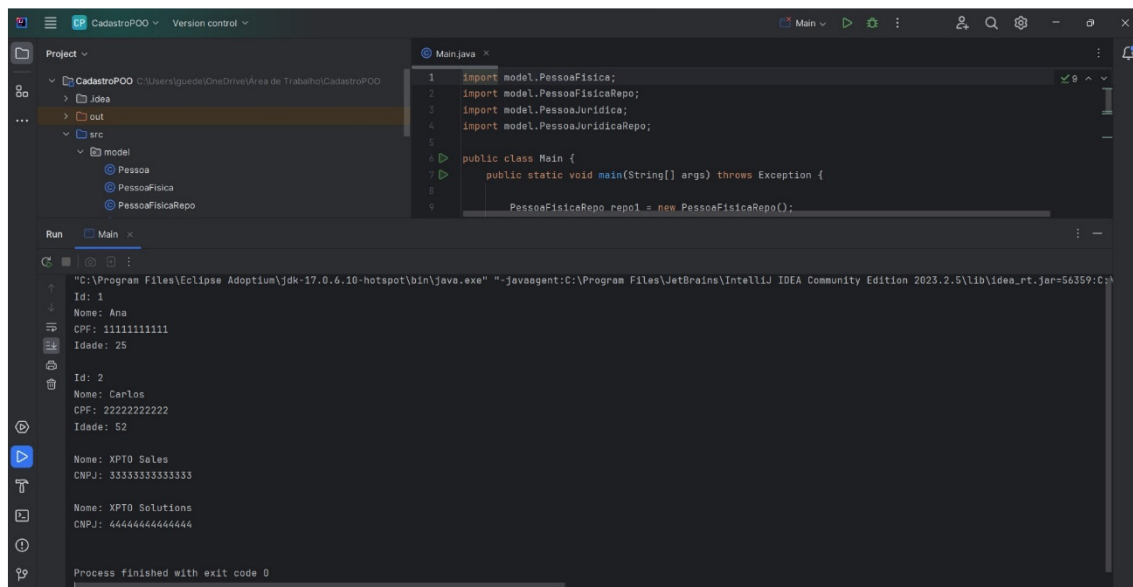 CP CadastroPOO Version control Main
Project
CadastroPOO C:\Users\guede\OneDrive\Área de Trabalho\CadastroPOO
.idea
out
src
model
Pessoa
PessoaFisica
PessoaFisicaRepo
Main.java
9
1 import model.PessoaFisica;
2 import model.PessoaFisicaRepo;
3 import model.PessoaJuridica;
4 import model.PessoaJuridicaRepo;
5
6 public class Main {
7 public static void main(String[] args) throws Exception {
8
9 PessoaFisicaRepo repo1 = new PessoaFisicaRepo();
Run Main
"C:\Program Files\Eclipse Adoptium\jdk-17.0.6.10-hotspot\bin\java.exe" "-javaagent:C:\Program Files\JetBrains\IntelliJ IDEA Community Edition 2023.2.5\lib\idea_rt.jar=56359:C:\
Id: 1
Nome: Ana
CPF: 11111111111
Idade: 25
Id: 2
Nome: Carlos
CPF: 22222222222
Idade: 52
Nome: XPTO Sales
CNPJ: 33333333333333
Nome: XPTO Solutions
CNPJ: 44444444444444
Process finished with exit code 0